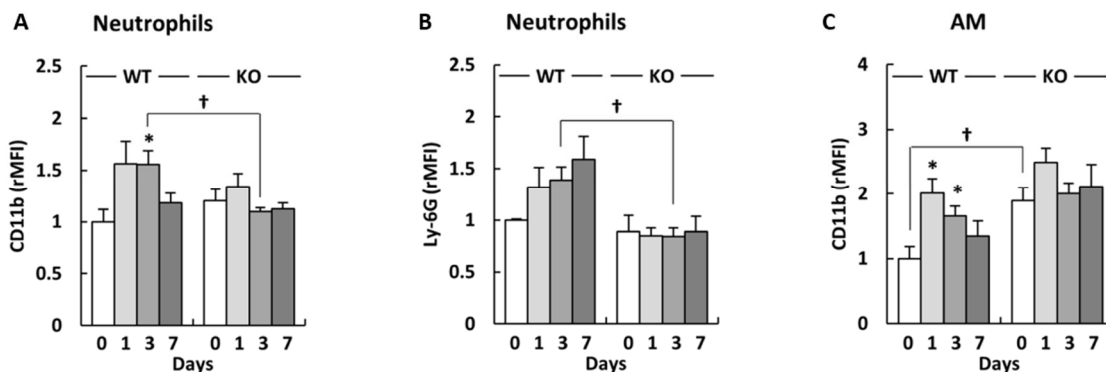 A Neutrophils
WT KO
†
*
CD11b (rMFI)
2.5
2
1.5
1
0.5
0
0 1 3 7 0 1 3 7
Days
B Neutrophils
WT KO
†
Ly-6G (rMFI)
2.5
2
1.5
1
0.5
0
0 1 3 7 0 1 3 7
Days
C AM
WT KO
†
* *
CD11b (rMFI)
4
3
2
1
0
0 1 3 7 0 1 3 7
Days